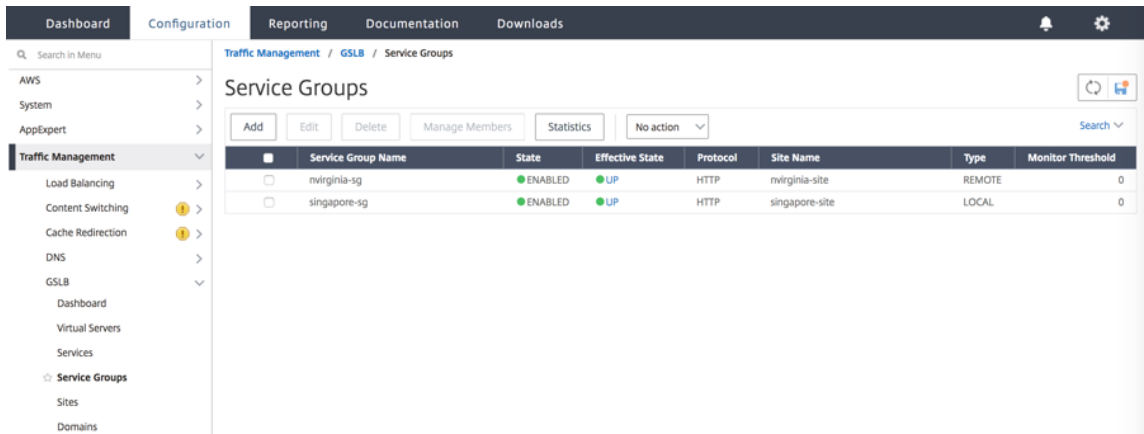 Dashboard Configuration Reporting Documentation Downloads
Search in Menu
AWS
System
AppExpert
Traffic Management
Load Balancing
Content Switching
Cache Redirection
DNS
GSLB
Dashboard
Virtual Servers
Services
Service Groups
Sites
Domains
Traffic Management / GSLB / Service Groups
Service Groups
Add Edit Delete Manage Members Statistics No action Search
Service Group Name State Effective State Protocol Site Name Type Monitor Threshold
nvirginia-sg ENABLED UP HTTP nvirginia-site REMOTE 0
singapore-sg ENABLED UP HTTP singapore-site LOCAL 0